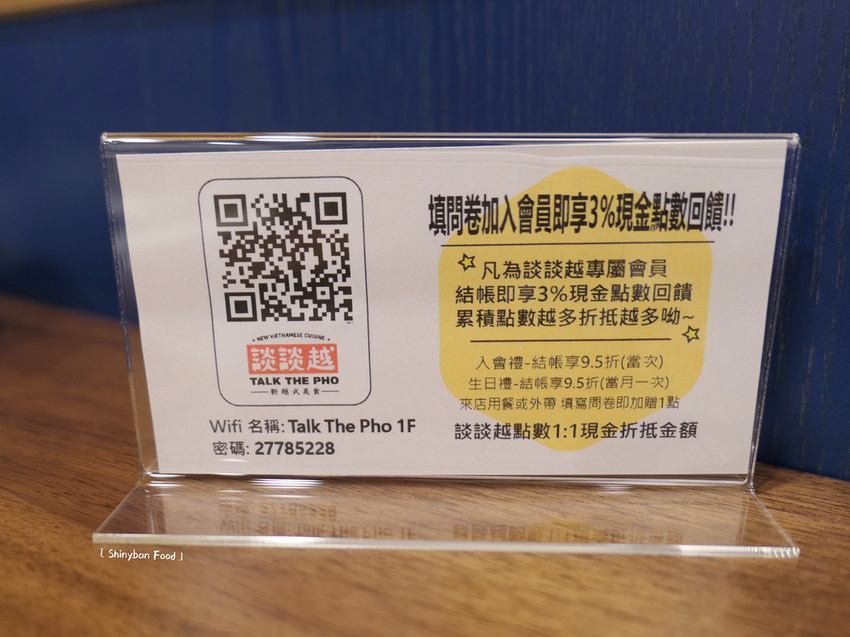 • NEW VIETNAMESE CUISINE •
談談越
TALK THE PHO
新越式美食
Wifi 名稱: Talk The Pho 1F
密碼: 27785228
填問卷加入會員即享3%現金點數回饋!!
凡為談談越專屬會員
結帳即享3%現金點數回饋
累積點數越多折抵越多呦~
入會禮-結帳享9.5折(當次)
生日禮-結帳享9.5折(當月一次)
來店用餐或外帶 填寫問卷即加贈1點
談談越點數1:1現金折抵金額
[ Shinyban Food ]